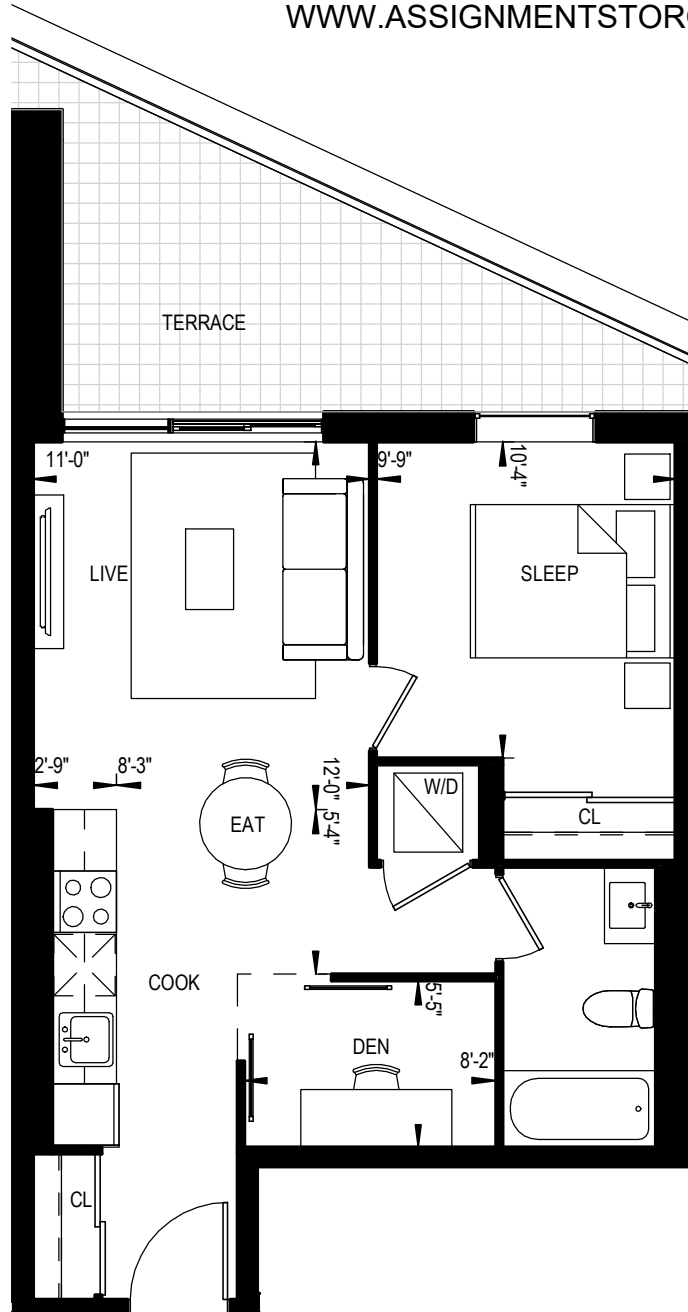 WWW.ASSIGNMENTSTOR
TERRACE
11'-0"
9'-9"
10'-4"
LIVE
SLEEP
2'-9"
8'-3"
12'-0"
5'-4"
W/D
EAT
CL
COOK
5'-5"
DEN
8'-2"
CL